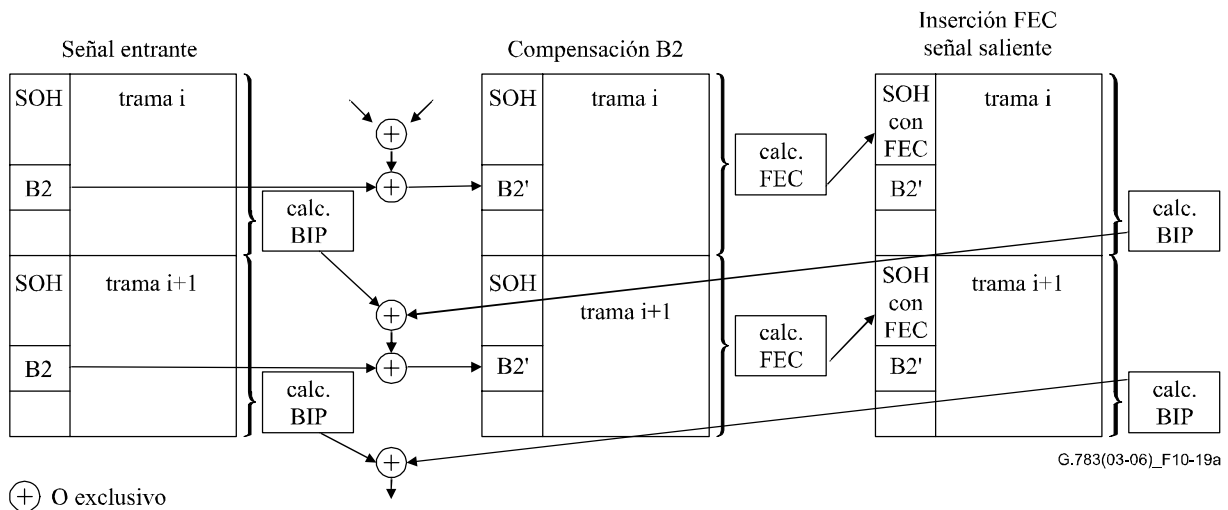 Señal entrante
Compensación B2
Inserción FEC
señal saliente
SOH
trama i
B2
calc.
BIP
SOH
trama i+1
B2
calc.
BIP
+
+
+
+
+
SOH
trama i
B2'
SOH
trama i+1
B2'
calc.
FEC
calc.
FEC
SOH
con
FEC
trama i
B2'
SOH
con
FEC
trama i+1
B2'
calc.
BIP
calc.
BIP
G.783(03-06)_F10-19a
+ O exclusivo